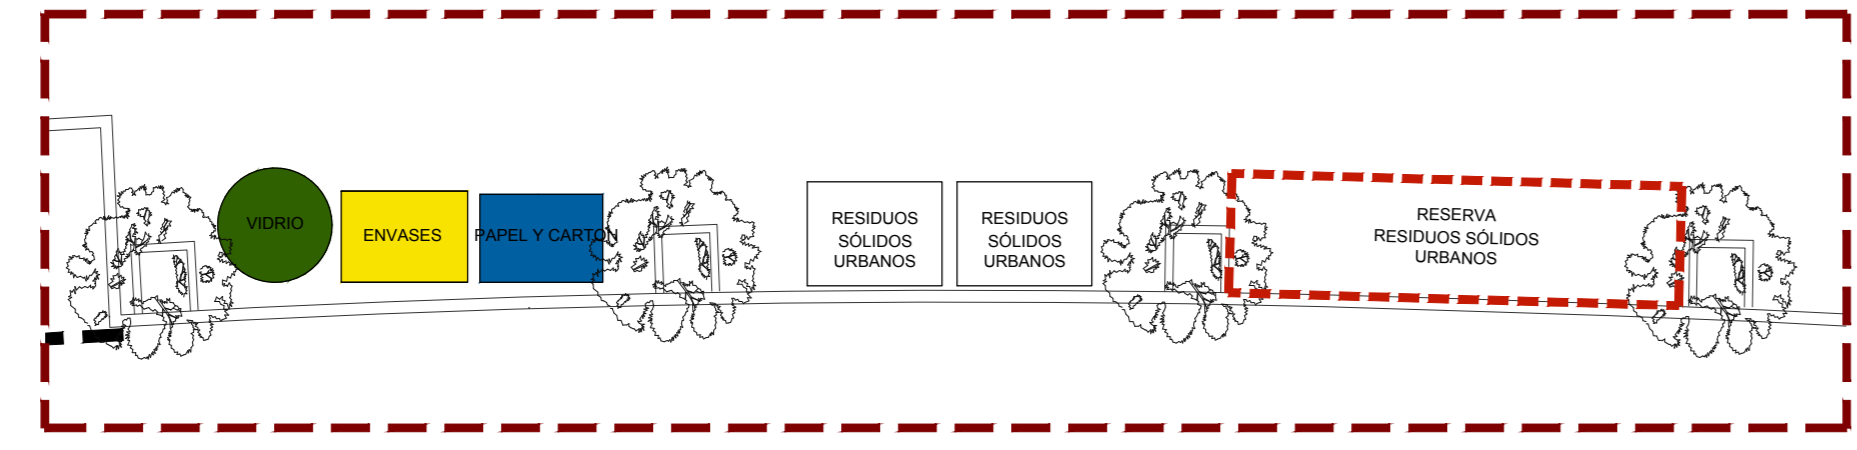 VIDRIO
ENVASES
PAPEL Y CARTON
RESIDUOS
SÓLIDOS
URBANOS
RESIDUOS
SÓLIDOS
URBANOS
RESERVA
RESIDUOS SÓLIDOS
URBANOS